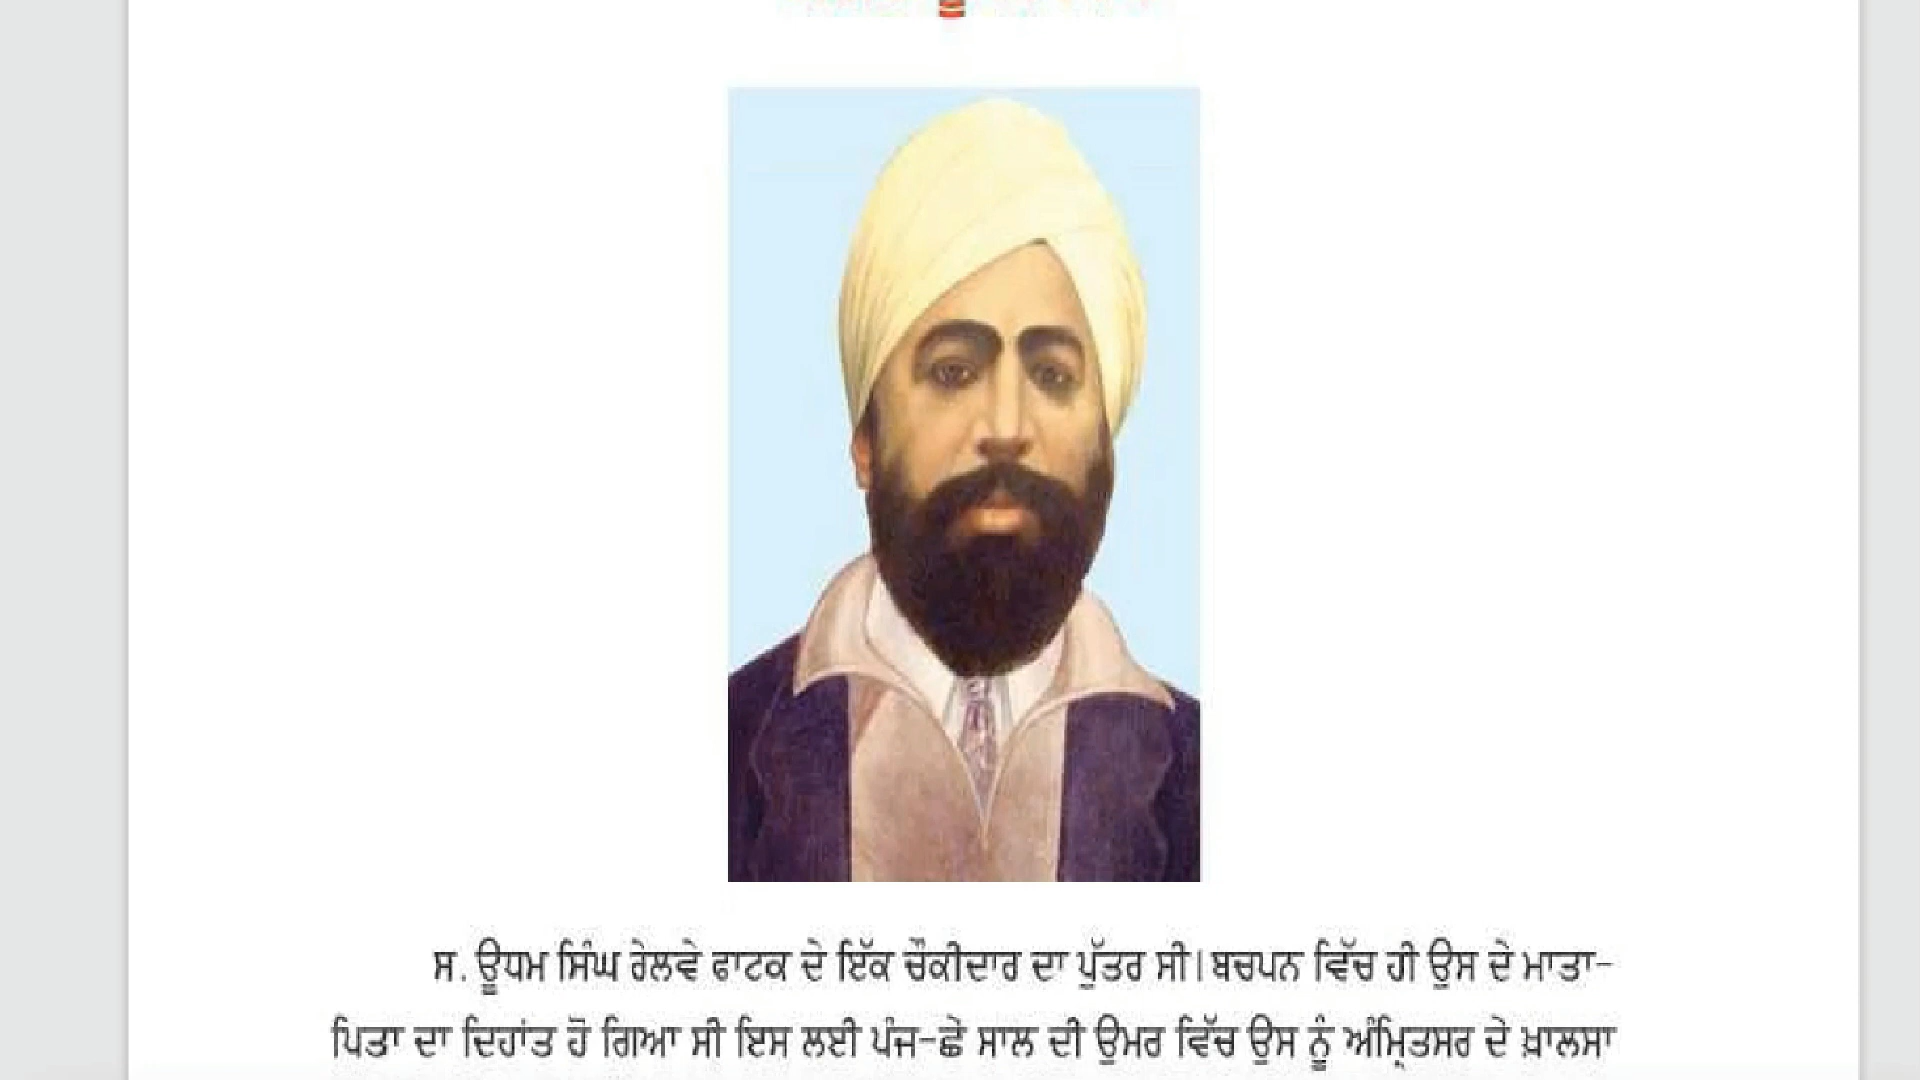 ਸ. ਊਧਮ ਸਿੰਘ ਰੇਲਵੇ ਫਾਟਕ ਦੇ ਇੱਕ ਚੌਕੀਦਾਰ ਦਾ ਪੁੱਤਰ ਸੀ। ਬਚਪਨ ਵਿੱਚ ਹੀ ਉਸ ਦੇ ਮਾਤਾ-
ਪਿਤਾ ਦਾ ਦਿਹਾਂਤ ਹੋ ਗਿਆ ਸੀ ਇਸ ਲਈ ਪੰਜ-ਛੇ ਸਾਲ ਦੀ ਉਮਰ ਵਿੱਚ ਉਸ ਨੂੰ ਅੰਮ੍ਰਿਤਸਰ ਦੇ ਖ਼ਾਲਸਾ